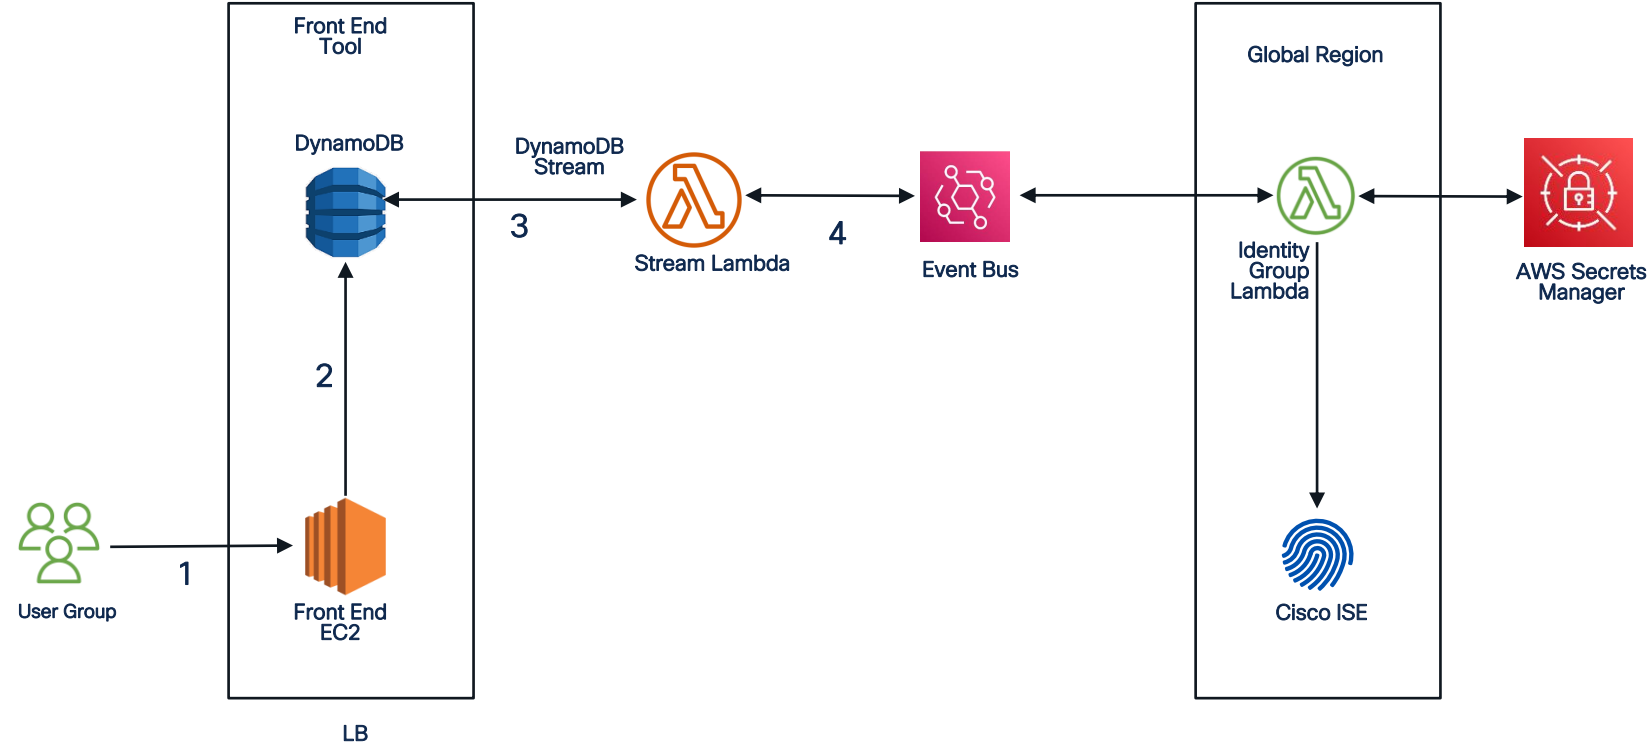 Front End
Tool
Global Region
DynamoDB
DynamoDB
Stream
3
4
Stream Lambda
Event Bus
Identity
Group
Lambda
AWS Secrets
Manager
2
1
User Group
Front End
EC2
Cisco ISE
LB